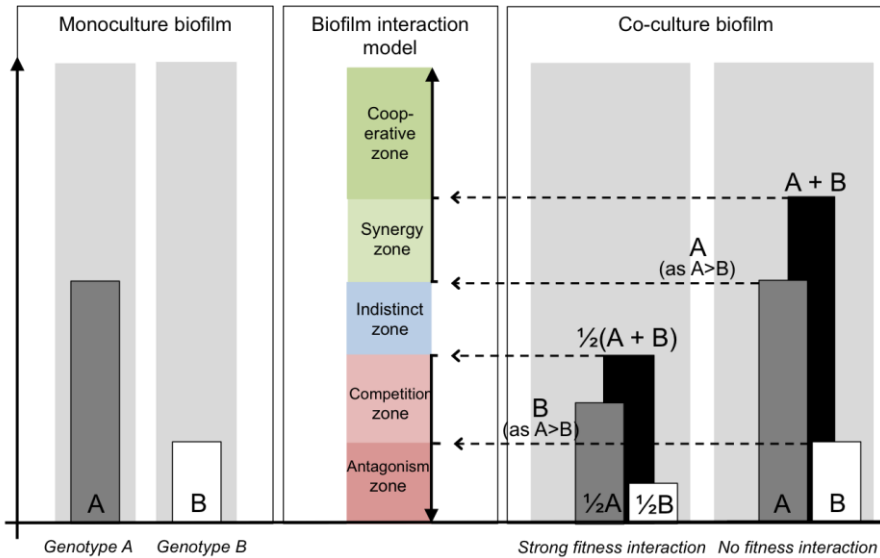 Monoculture biofilm
A
B
Genotype A
Genotype B
Biofilm interaction
model
Coop-
erative
zone
Synergy
zone
Indistinct
zone
Competition
zone
Antagonism
zone
Co-culture biofilm
A + B
A
(as A>B)
½(A + B)
B
(as A>B)
½A
½B
A
B
Strong fitness interaction
No fitness interaction